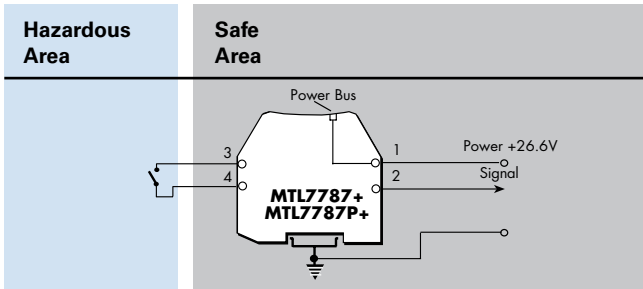 Hazardous
Area
Safe
Area
Power Bus
3
4
1
2
Power +26.6V
Signal
MTL7787+
MTL7787P+